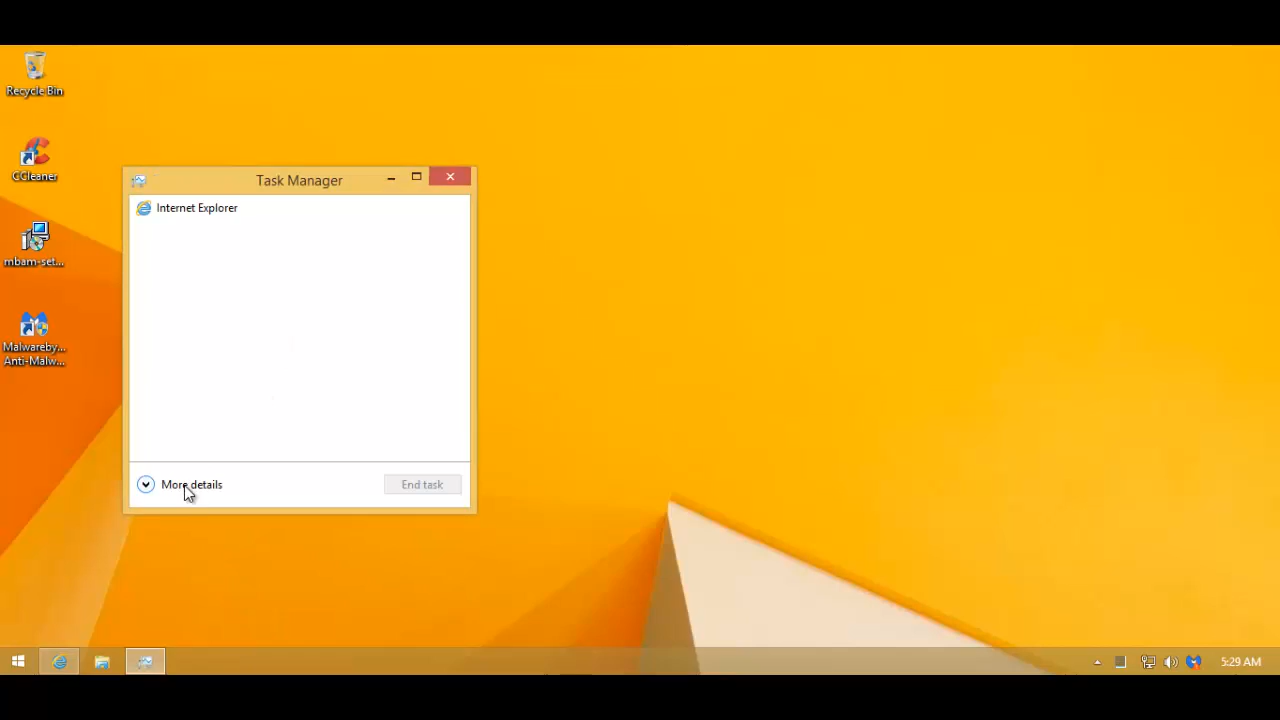 Recycle Bin
CCleaner
mbam-set...
Malwareby...
Anti-Malw...
Task Manager
Internet Explorer
More details
End task
5:29 AM